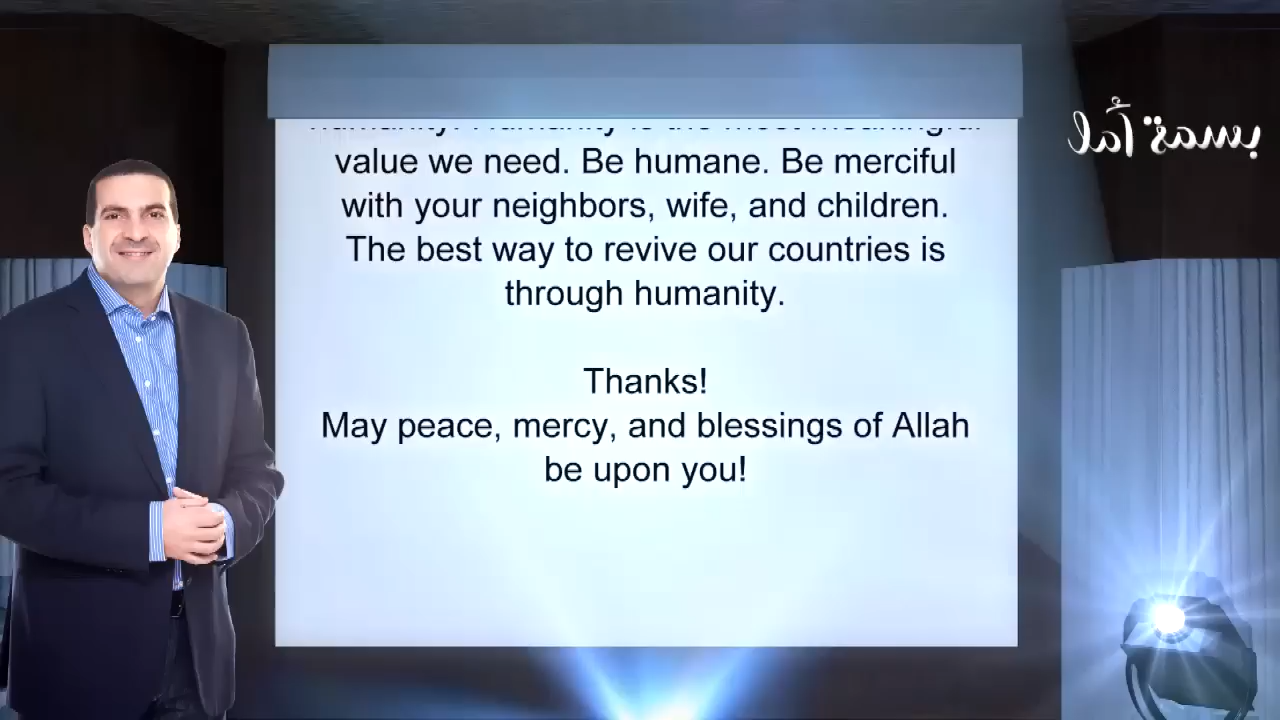 بسمة أمل
value we need. Be humane. Be merciful
with your neighbors, wife, and children.
The best way to revive our countries is
through humanity.
Thanks!
May peace, mercy, and blessings of Allah
be upon you!